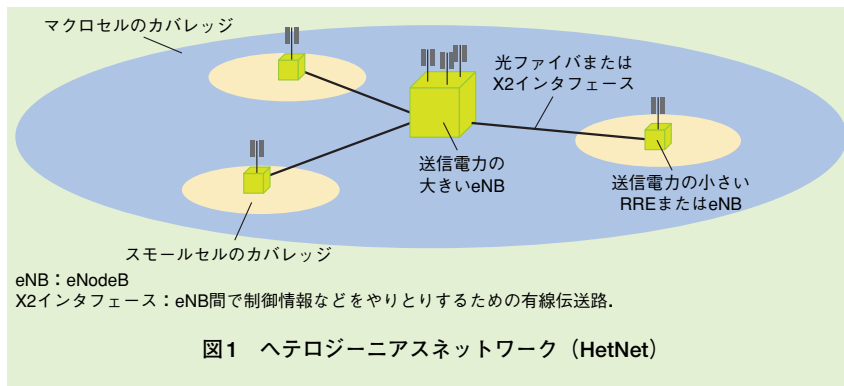 マクロセルのカバレッジ
光ファイバまたは
X2インタフェース
送信電力の
大きいeNB
送信電力の小さい
RREまたはeNB
スモールセルのカバレッジ
eNB：eNodeB
X2インタフェース：eNB間で制御情報などをやりとりするための有線伝送路．
図1　ヘテロジーニアスネットワーク（HetNet）